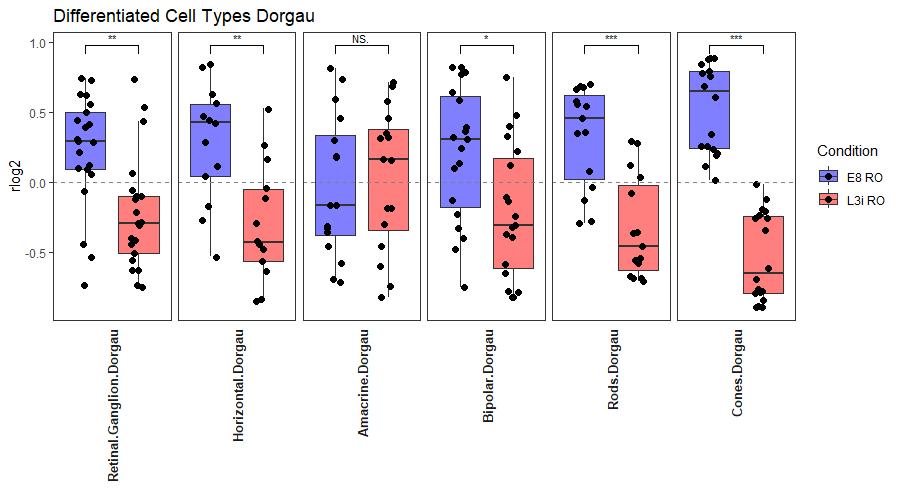 Differentiated Cell Types Dorgau
** ** NS. * *** ***
1.0
0.5
0.0
-0.5
rlog2
Retinal.Ganglion.Dorgau
Horizontal.Dorgau
Amacrine.Dorgau
Bipolar.Dorgau
Rods.Dorgau
Cones.Dorgau
Condition
E8 RO
L3i RO